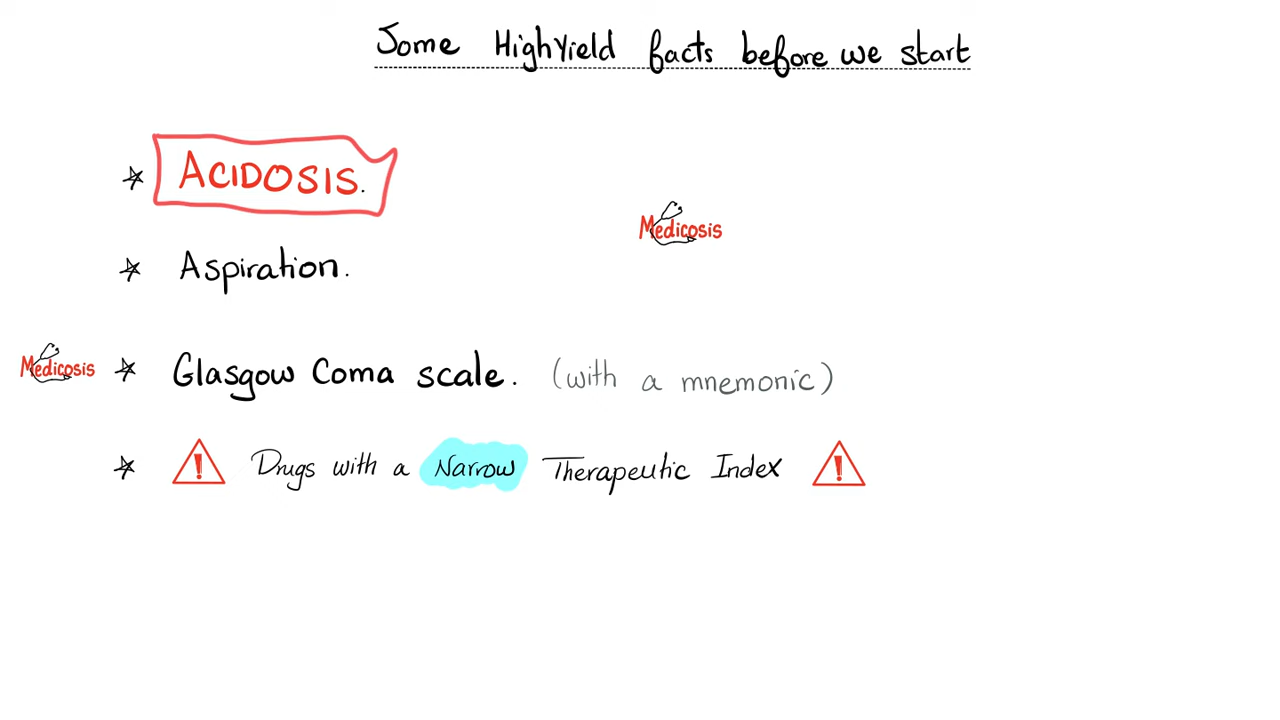 Some HighYield facts before we start
* ACIDOSIS.
Medicosis
* Aspiration.
Medicosis
* Glasgow Coma scale. (with a mnemonic)
* ! Drugs with a Narrow Therapeutic Index !